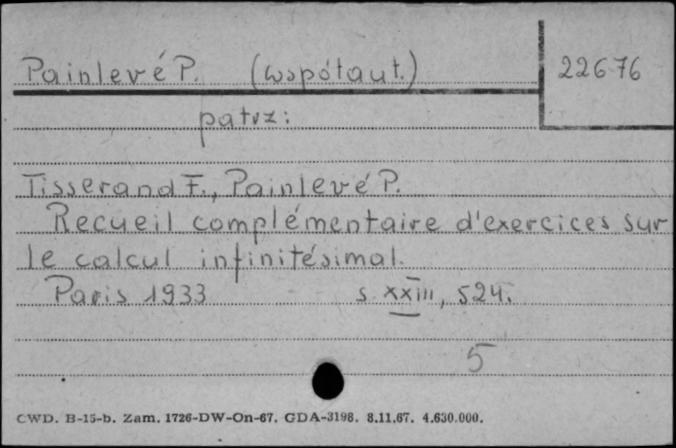 Painlevé P. (współaut.) 22676
patrz:
Tisserand F., Painlevé P.
Recueil complémentaire d'exercices sur
le calcul infinitésimal.
Paris 1933 s. XXIII, 524.
5
CWD. B-15-b. Zam. 1726-DW-On-67. GDA-3198. 8.11.67. 4.630.000.